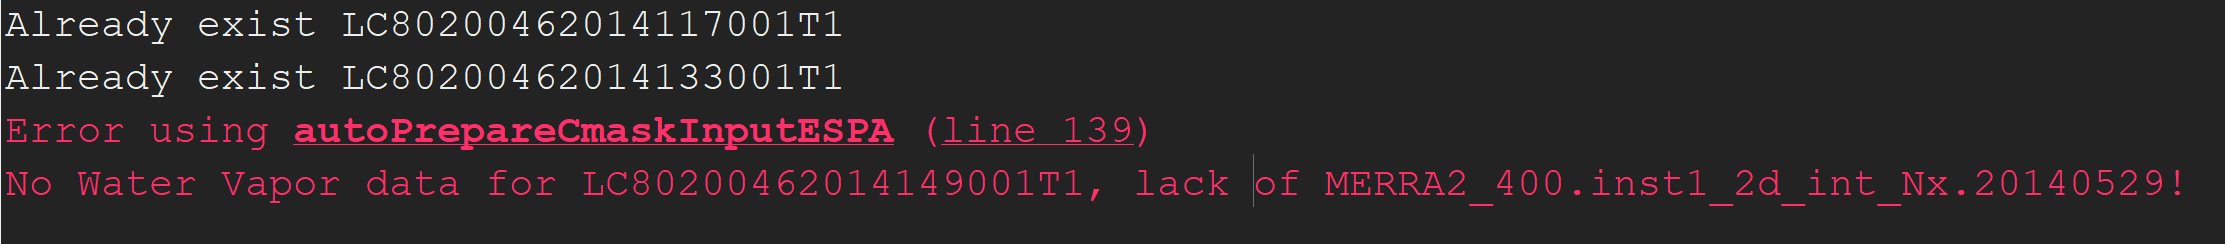 Already exist LC80200462014117001T1
Already exist LC80200462014133001T1
Error using autoPrepareCmaskInputESPA (line 139)
No Water Vapor data for LC80200462014149001T1, lack of MERRA2_400.inst1_2d_int_Nx.20140529!